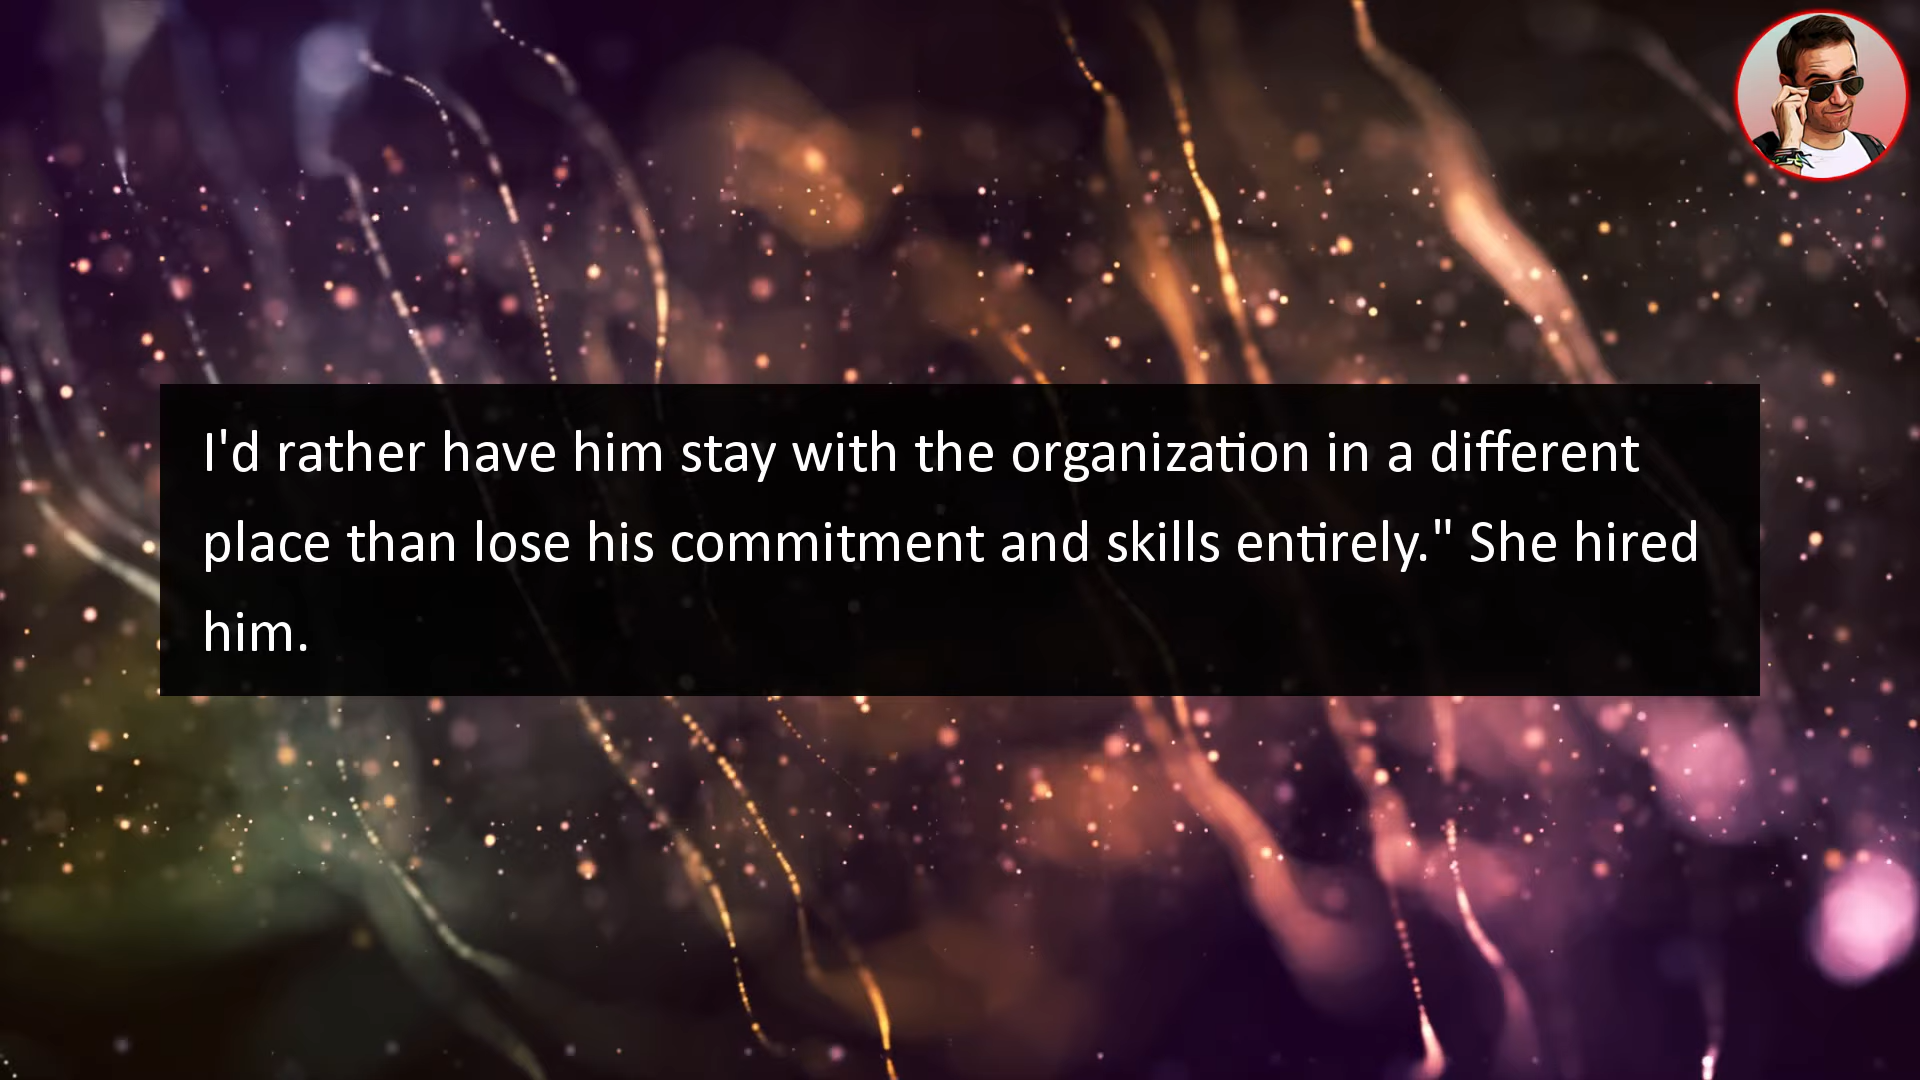 I'd rather have him stay with the organization in a different
place than lose his commitment and skills entirely." She hired
him.